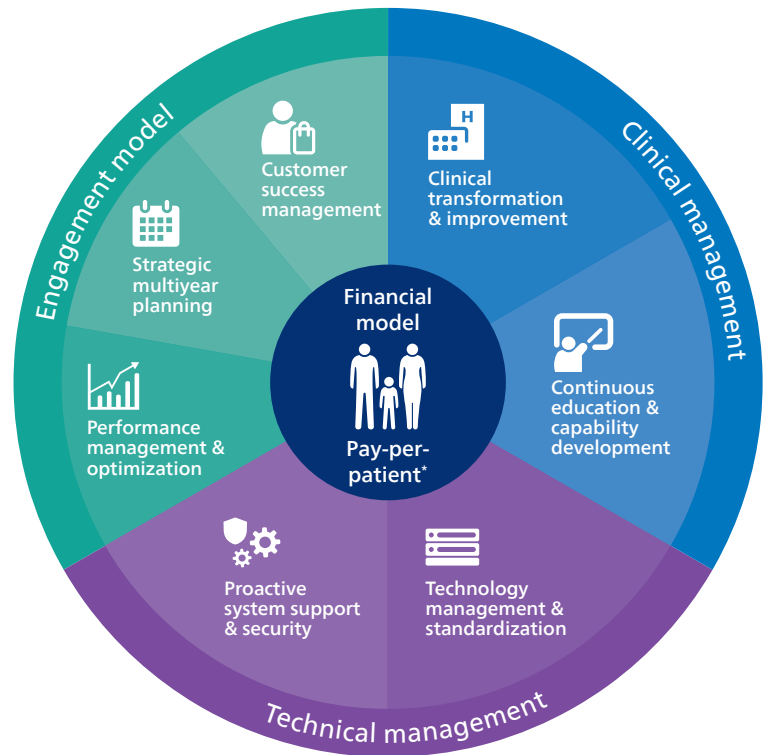 Engagement model
Clinical management
Technical management
Customer
success
management
H
Clinical
transformation
& improvement
Strategic
multiyear
planning
Financial
model
Pay-per-
patient*
Continuous
education &
capability
development
Performance
management &
optimization
Proactive
system support
& security
Technology
management &
standardization